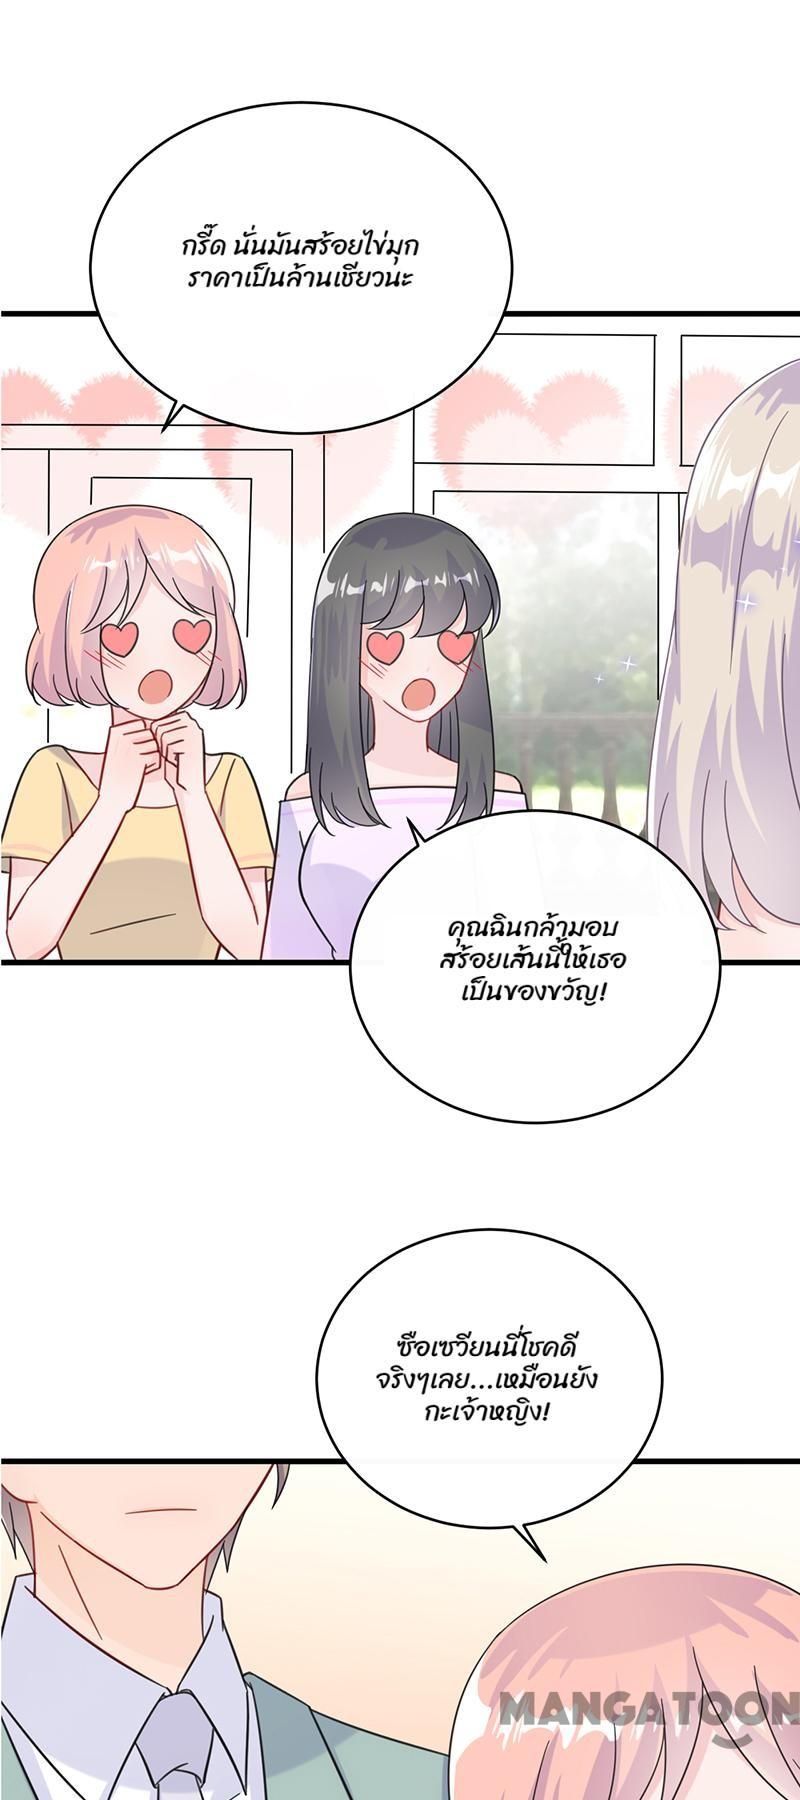 กรี๊ด นั่นมันสร้อยไข่มุก
ราคาเป็นล้านเชียวนะ
คุณฉินกล้ามอบ
สร้อยเส้นนี้ให้เธอ
เป็นของขวัญ!
ซือเซวียนนี่โชคดี
จริงๆเลย...เหมือนยัง
กะเจ้าหญิง!
MANGATOON